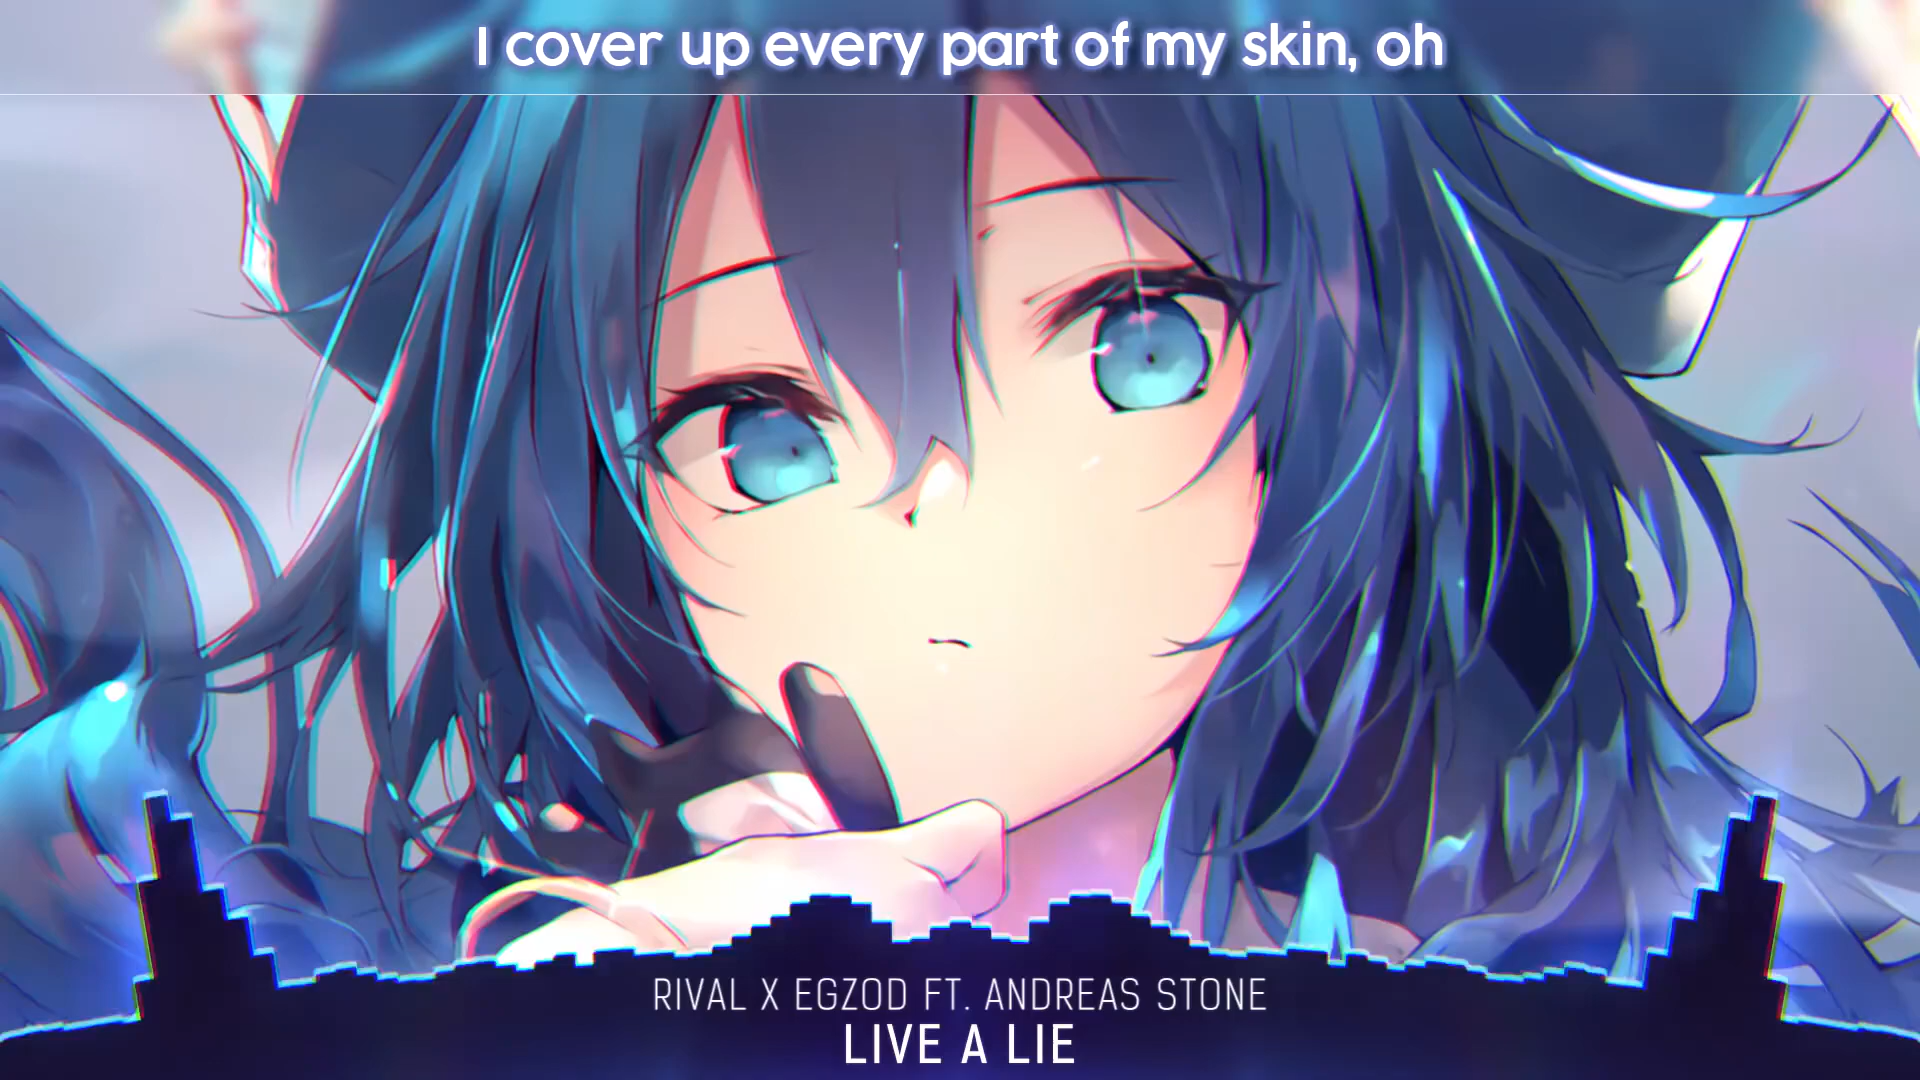 I cover up every part of my skin, oh
RIVAL X EGZOD FT. ANDREAS STONE
LIVE A LIE